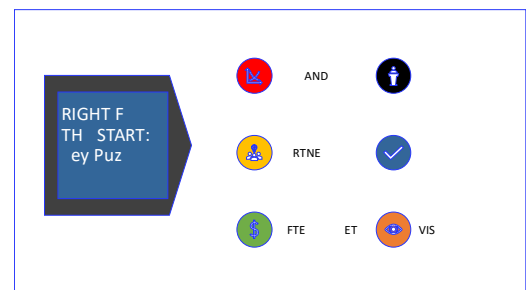 RIGHT F
TH START:
ey Puz
AND
RTNE
FTE ET VIS